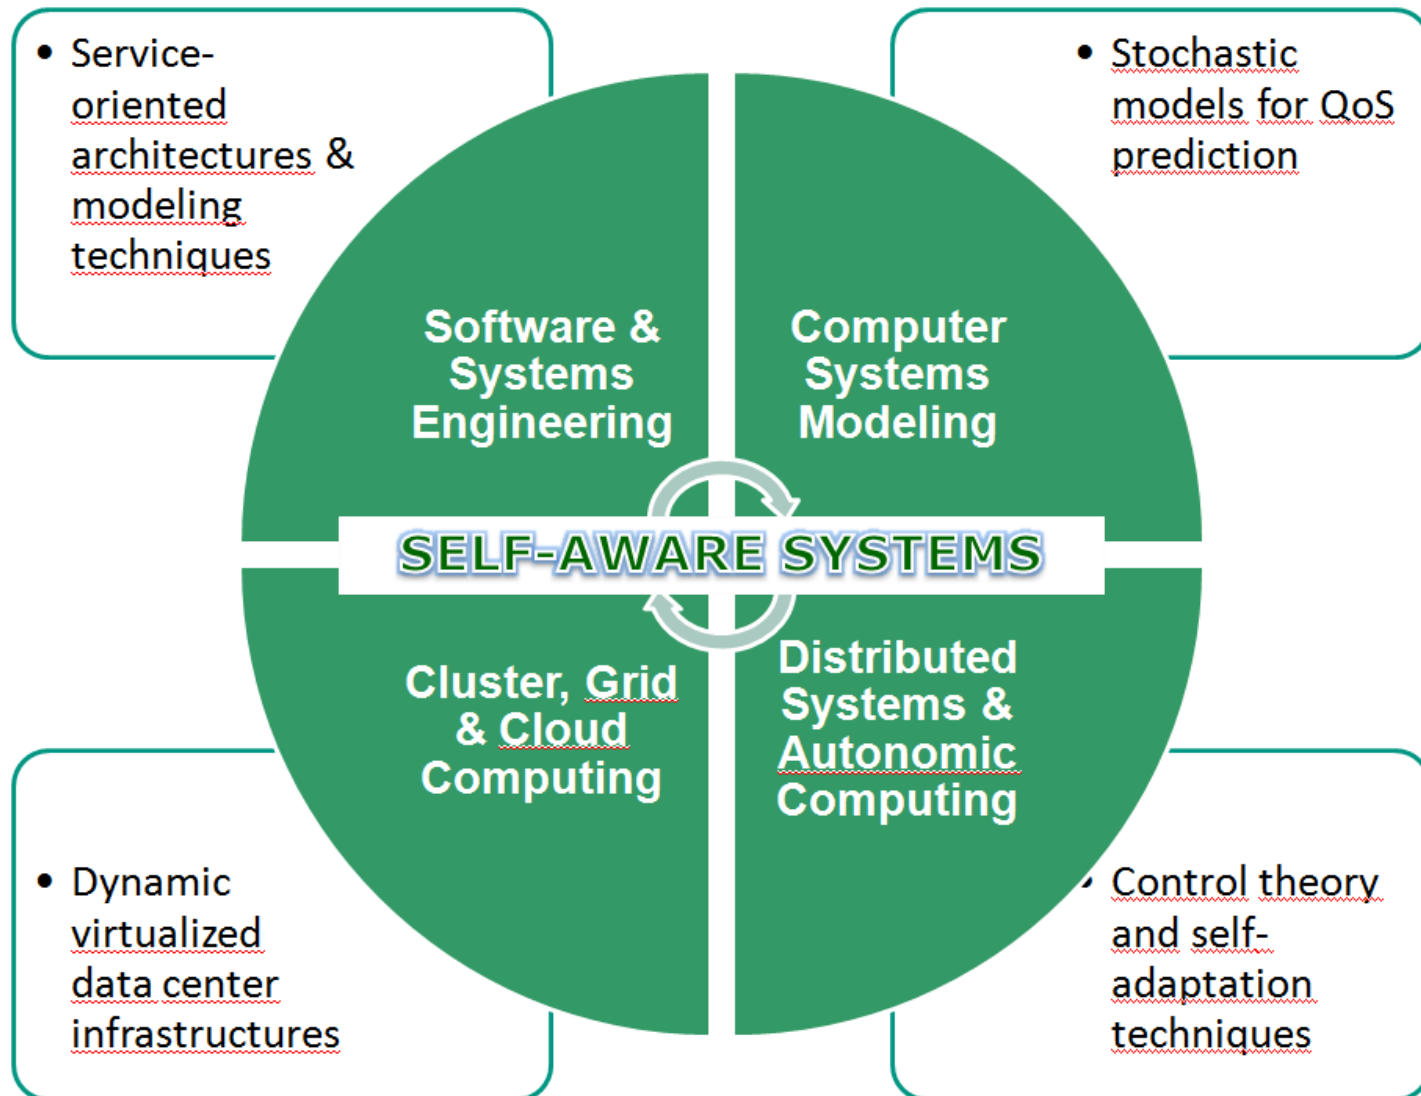 • Service-
oriented
architectures &
modeling
techniques
• Stochastic
models for QoS
prediction
Software &
Systems
Engineering
Computer
Systems
Modeling
SELF-AWARE SYSTEMS
Cluster, Grid
& Cloud
Computing
Distributed
Systems &
Autonomic
Computing
• Dynamic
virtualized
data center
infrastructures
• Control theory
and self-
adaptation
techniques